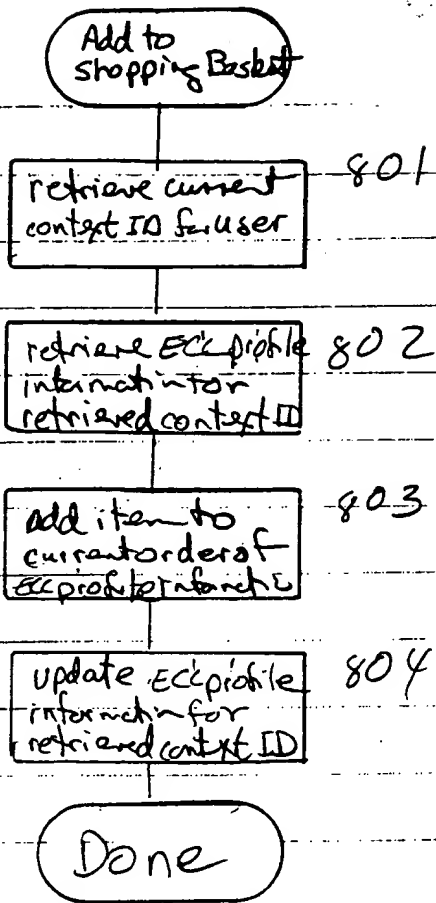 Add to
Shopping Basket
801
retrieve current
context ID for user
802
retrieve ECC profile
information for
retrieved context ID
803
add item to
current order of
ECC profile informati
804
update ECC profile
information for
retrieved context ID
Done